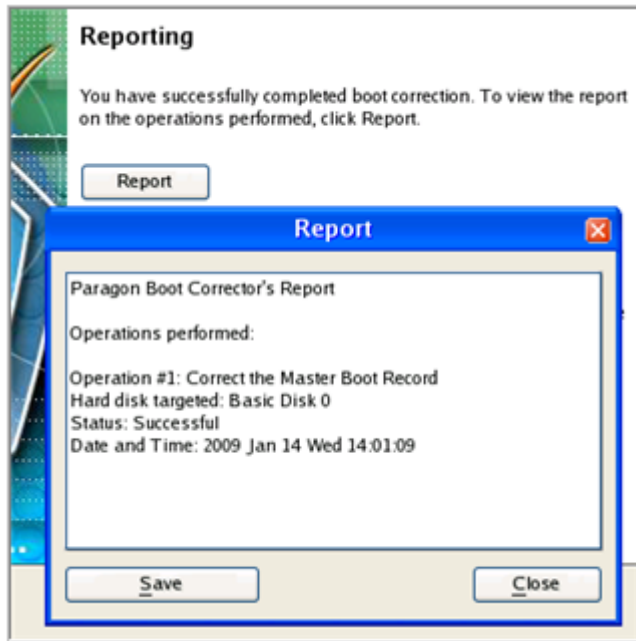 Reporting
You have successfully completed boot correction. To view the report
on the operations performed, click Report.
Report
Report
Paragon Boot Corrector's Report
Operations performed:
Operation #1: Correct the Master Boot Record
Hard disk targeted: Basic Disk 0
Status: Successful
Date and Time: 2009 Jan 14 Wed 14:01:09
Save
Close